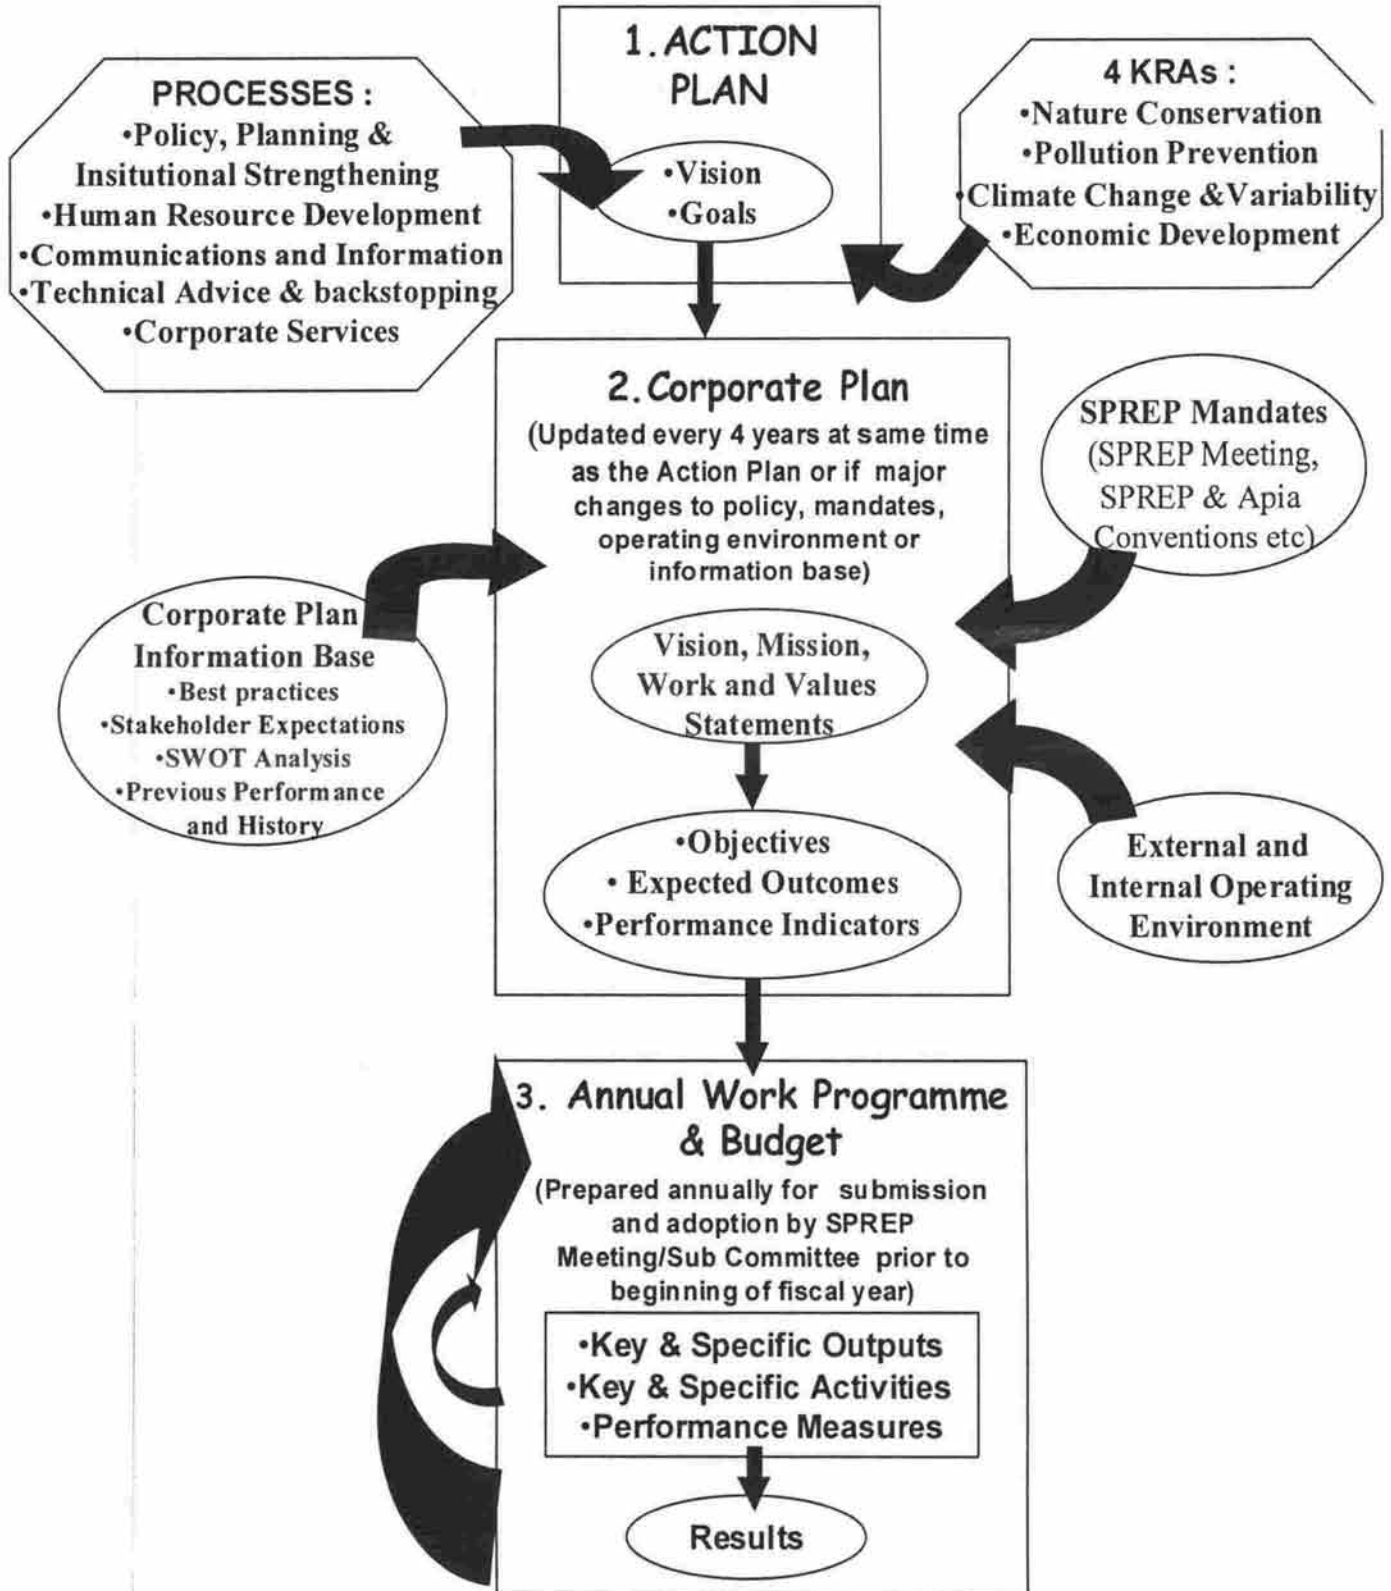 1. ACTION
PLAN
•Vision
•Goals
PROCESSES :
•Policy, Planning &
Insitutional Strengthening
•Human Resource Development
•Communications and Information
•Technical Advice & backstopping
•Corporate Services
4 KRAs :
•Nature Conservation
•Pollution Prevention
•Climate Change &Variability
•Economic Development
2. Corporate Plan
(Updated every 4 years at same time
as the Action Plan or if major
changes to policy, mandates,
operating environment or
information base)
Vision, Mission,
Work and Values
Statements
•Objectives
• Expected Outcomes
•Performance Indicators
SPREP Mandates
(SPREP Meeting,
SPREP & Apia
Conventions etc)
Corporate Plan
Information Base
•Best practices
•Stakeholder Expectations
•SWOT Analysis
•Previous Performance
and History
External and
Internal Operating
Environment
3. Annual Work Programme
& Budget
(Prepared annually for submission
and adoption by SPREP
Meeting/Sub Committee prior to
beginning of fiscal year)
•Key & Specific Outputs
•Key & Specific Activities
•Performance Measures
Results